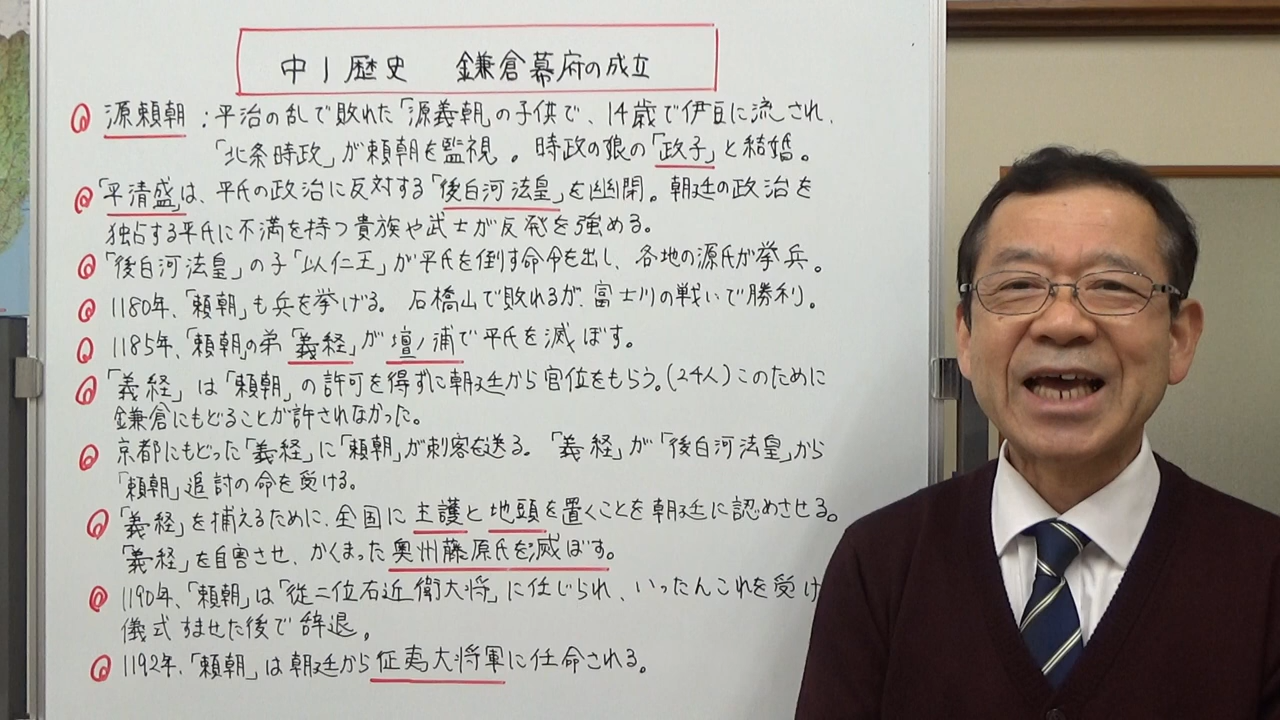 中1歴史 鎌倉幕府の成立
源頼朝:平治の乱で敗れた「源義朝」の子供で、14歳で伊豆に流され、
「北条時政」が頼朝を監視。時政の娘の「政子」と結婚。
「平清盛」は、平氏の政治に反対する「後白河法皇」を幽閉。朝廷の政治を
独占する平氏に不満を持つ貴族や武士が反発を強める。
「後白河法皇」の子「以仁王」が平氏を倒す命令を出し、各地の源氏が挙兵。
1180年、「頼朝」も兵を挙げる。石橋山で敗れるが、富士川の戦いで勝利。
1185年、「頼朝」の弟「義経」が壇ノ浦で平氏を滅ぼす。
「義経」は「頼朝」の許可を得ずに朝廷から官位をもらう。(24人)このために
鎌倉にもどることが許されなかった。
京都にもどった「義経」に「頼朝」が刺客を送る。「義経」が「後白河法皇」から
「頼朝」追討の命を受ける。
「義経」を捕えるために、全国に主護と地頭を置くことを朝廷に認めさせる。
「義経」を自害させ、かくまった奥州藤原氏を滅ぼす。
1190年、「頼朝」は「従二位右近衛大将」に任じられ、いったんこれを受け
儀式すませた後で辞退。
1192年、「頼朝」は朝廷から征夷大将軍に任命される。